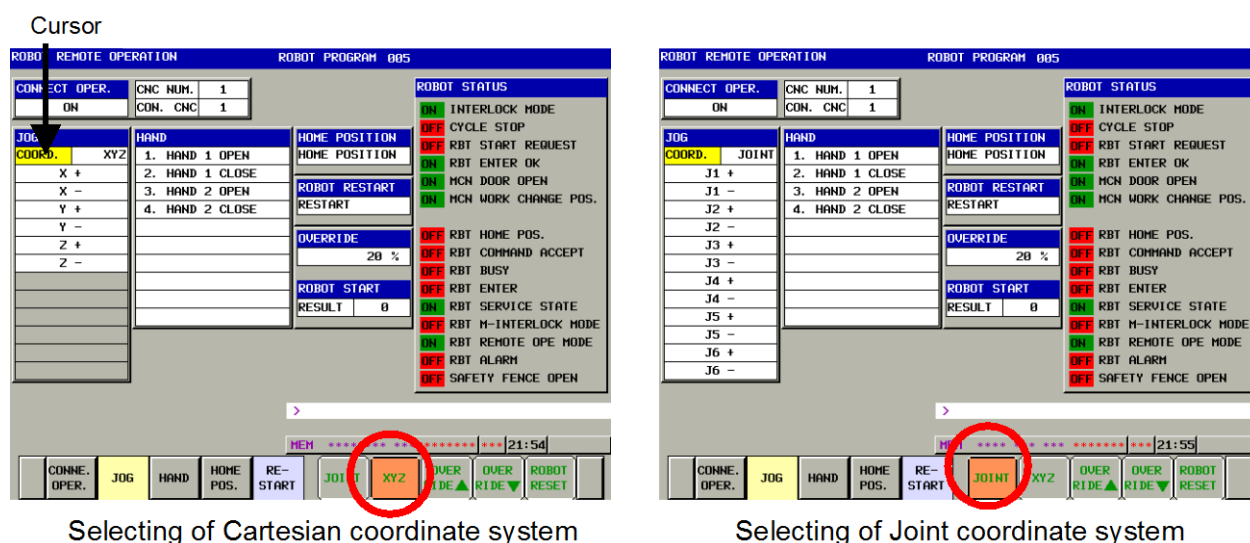 Cursor
ROBOT REMOTE OPERATION ROBOT PROGRAM 005
CONNECT OPER.
ON
CNC NUM. 1
CON. CNC 1
JOG
COORD. XYZ
X +
X -
Y +
Y -
Z +
Z -
HAND
1. HAND 1 OPEN
2. HAND 1 CLOSE
3. HAND 2 OPEN
4. HAND 2 CLOSE
HOME POSITION
HOME POSITION
ROBOT RESTART
RESTART
OVERRIDE
20 %
ROBOT START
RESULT 0
ROBOT STATUS
ON INTERLOCK MODE
OFF CYCLE STOP
OFF RBT START REQUEST
ON RBT ENTER OK
ON MCN DOOR OPEN
ON MCN WORK CHANGE POS.
OFF RBT HOME POS.
OFF RBT COMMAND ACCEPT
OFF RBT BUSY
OFF RBT ENTER
ON RBT SERVICE STATE
OFF RBT M-INTERLOCK MODE
ON RBT REMOTE OPE MODE
OFF RBT ALARM
OFF SAFETY FENCE OPEN
>
MEM **** *** *** ******* *** 21:54
CONNE. OPER.
JOG
HAND
HOME POS.
RE-START
JOINT
XYZ
OVER RIDE▲
OVER RIDE▼
ROBOT RESET
Selecting of Cartesian coordinate system
ROBOT REMOTE OPERATION ROBOT PROGRAM 005
CONNECT OPER.
ON
CNC NUM. 1
CON. CNC 1
JOG
COORD. JOINT
J1 +
J1 -
J2 +
J2 -
J3 +
J3 -
J4 +
J4 -
J5 +
J5 -
J6 +
J6 -
HAND
1. HAND 1 OPEN
2. HAND 1 CLOSE
3. HAND 2 OPEN
4. HAND 2 CLOSE
HOME POSITION
HOME POSITION
ROBOT RESTART
RESTART
OVERRIDE
20 %
ROBOT START
RESULT 0
ROBOT STATUS
ON INTERLOCK MODE
OFF CYCLE STOP
OFF RBT START REQUEST
ON RBT ENTER OK
ON MCN DOOR OPEN
ON MCN WORK CHANGE POS.
OFF RBT HOME POS.
OFF RBT COMMAND ACCEPT
OFF RBT BUSY
OFF RBT ENTER
ON RBT SERVICE STATE
OFF RBT M-INTERLOCK MODE
ON RBT REMOTE OPE MODE
OFF RBT ALARM
OFF SAFETY FENCE OPEN
>
MEM **** *** *** ******* *** 21:55
CONNE. OPER.
JOG
HAND
HOME POS.
RE-START
JOINT
XYZ
OVER RIDE▲
OVER RIDE▼
ROBOT RESET
Selecting of Joint coordinate system